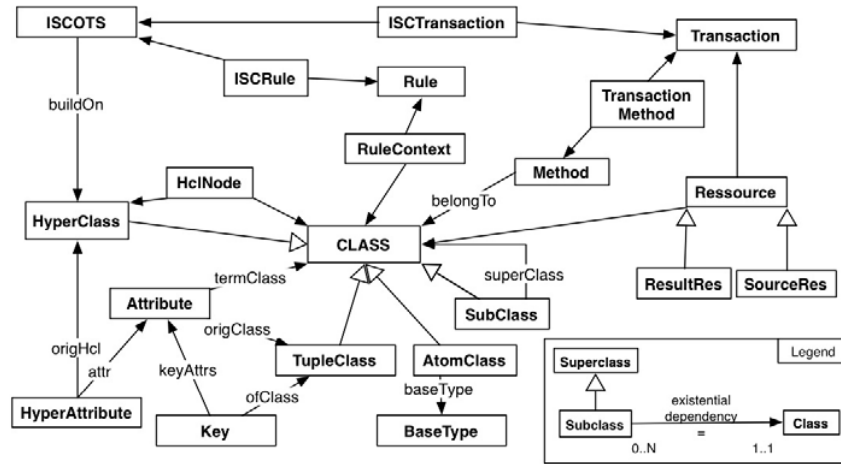 ISCOTS
ISCTransaction
Transaction
ISCRule
Rule
buildOn
Transaction
Method
RuleContext
HclNode
Method
Ressource
belongTo
HyperClass
CLASS
superClass
termClass
ResultRes
SourceRes
Attribute
SubClass
origClass
origHcl
attr
keyAttrs
TupleClass
AtomClass
ofClass
baseType
HyperAttribute
Key
BaseType
Legend
Superclass
existential
dependency
=
Subclass
Class
0..N
1..1